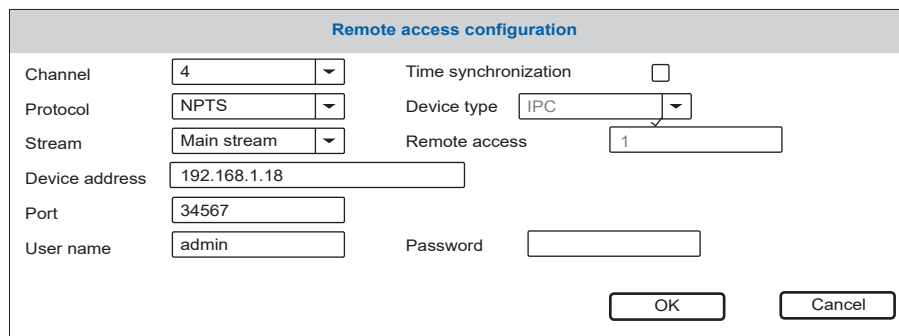 Remote access configuration
Channel 4 Time synchronization
Protocol NPTS Device type IPC
Stream Main stream Remote access 1
Device address 192.168.1.18
Port 34567
User name admin Password
OK Cancel